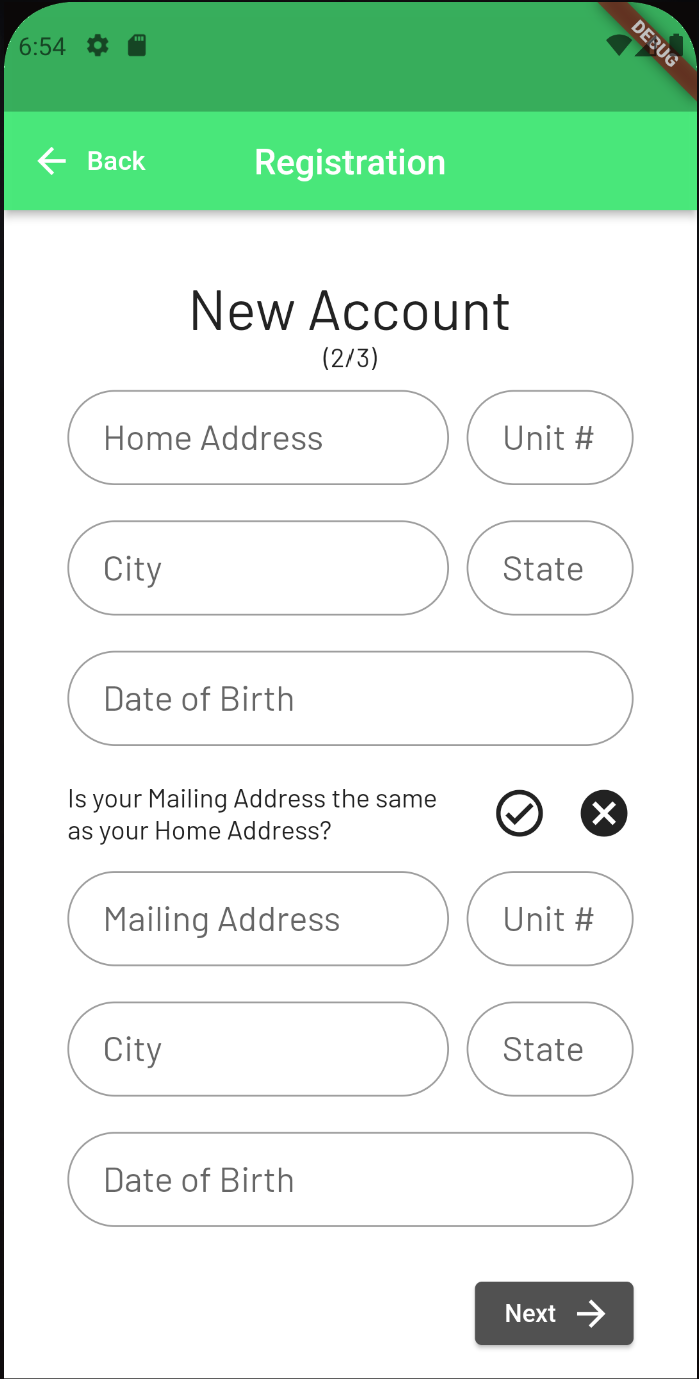 6:54
DEBUG
Back
Registration
New Account
(2/3)
Home Address
Unit #
City
State
Date of Birth
Is your Mailing Address the same
as your Home Address?
Mailing Address
Unit #
City
State
Date of Birth
Next